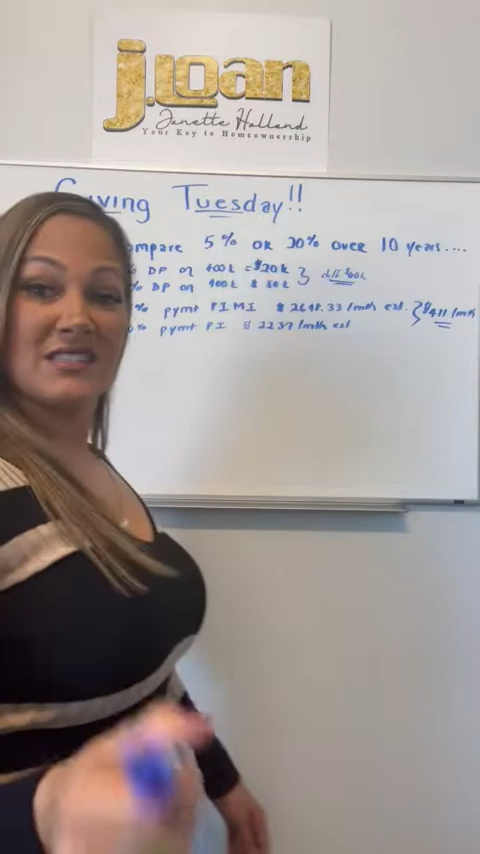 j.Loan
Janette Holland
Your Key to Homeownership
Giving Tuesday!!
ompare 5% OR 20% over 10 years....
% DP on 400k = $20k
% DP on 400k $ 80k } diff $60k
% pymt PIMI $ 2648.33/mth est. } $411/mth
% pymt PI $ 2237/mth est